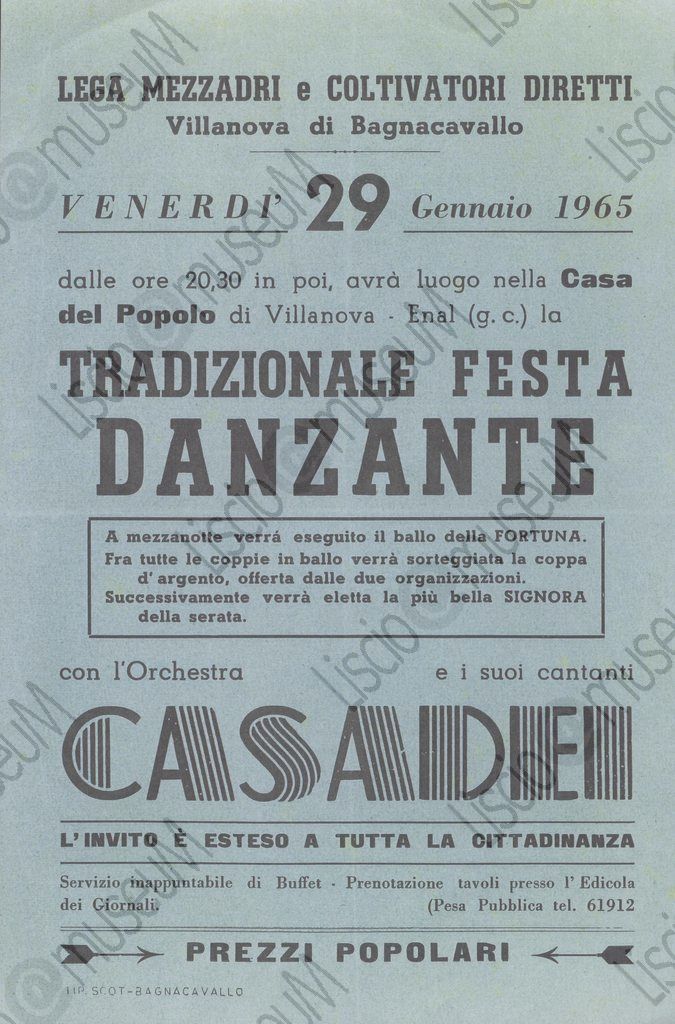 LEGA MEZZADRI e COLTIVATORI DIRETTI
Villanova di Bagnacavallo
VENERDI' 29 Gennaio 1965
dalle ore 20,30 in poi, avrà luogo nella Casa
del Popolo di Villanova - Enal (g. c.) la
TRADIZIONALE FESTA
DANZANTE
A mezzanotte verrá eseguito il ballo della FORTUNA.
Fra tutte le coppie in ballo verrà sorteggiata la coppa
d'argento, offerta dalle due organizzazioni.
Successivamente verrà eletta la più bella SIGNORA
della serata.
con l'Orchestra e i suoi cantanti
CASADEI
L'INVITO È ESTESO A TUTTA LA CITTADINANZA
Servizio inappuntabile di Buffet - Prenotazione tavoli presso l'Edicola
dei Giornali. (Pesa Pubblica tel. 61912
PREZZI POPOLARI
TIP. SCOT-BAGNACAVALLO
Liscio@museuM